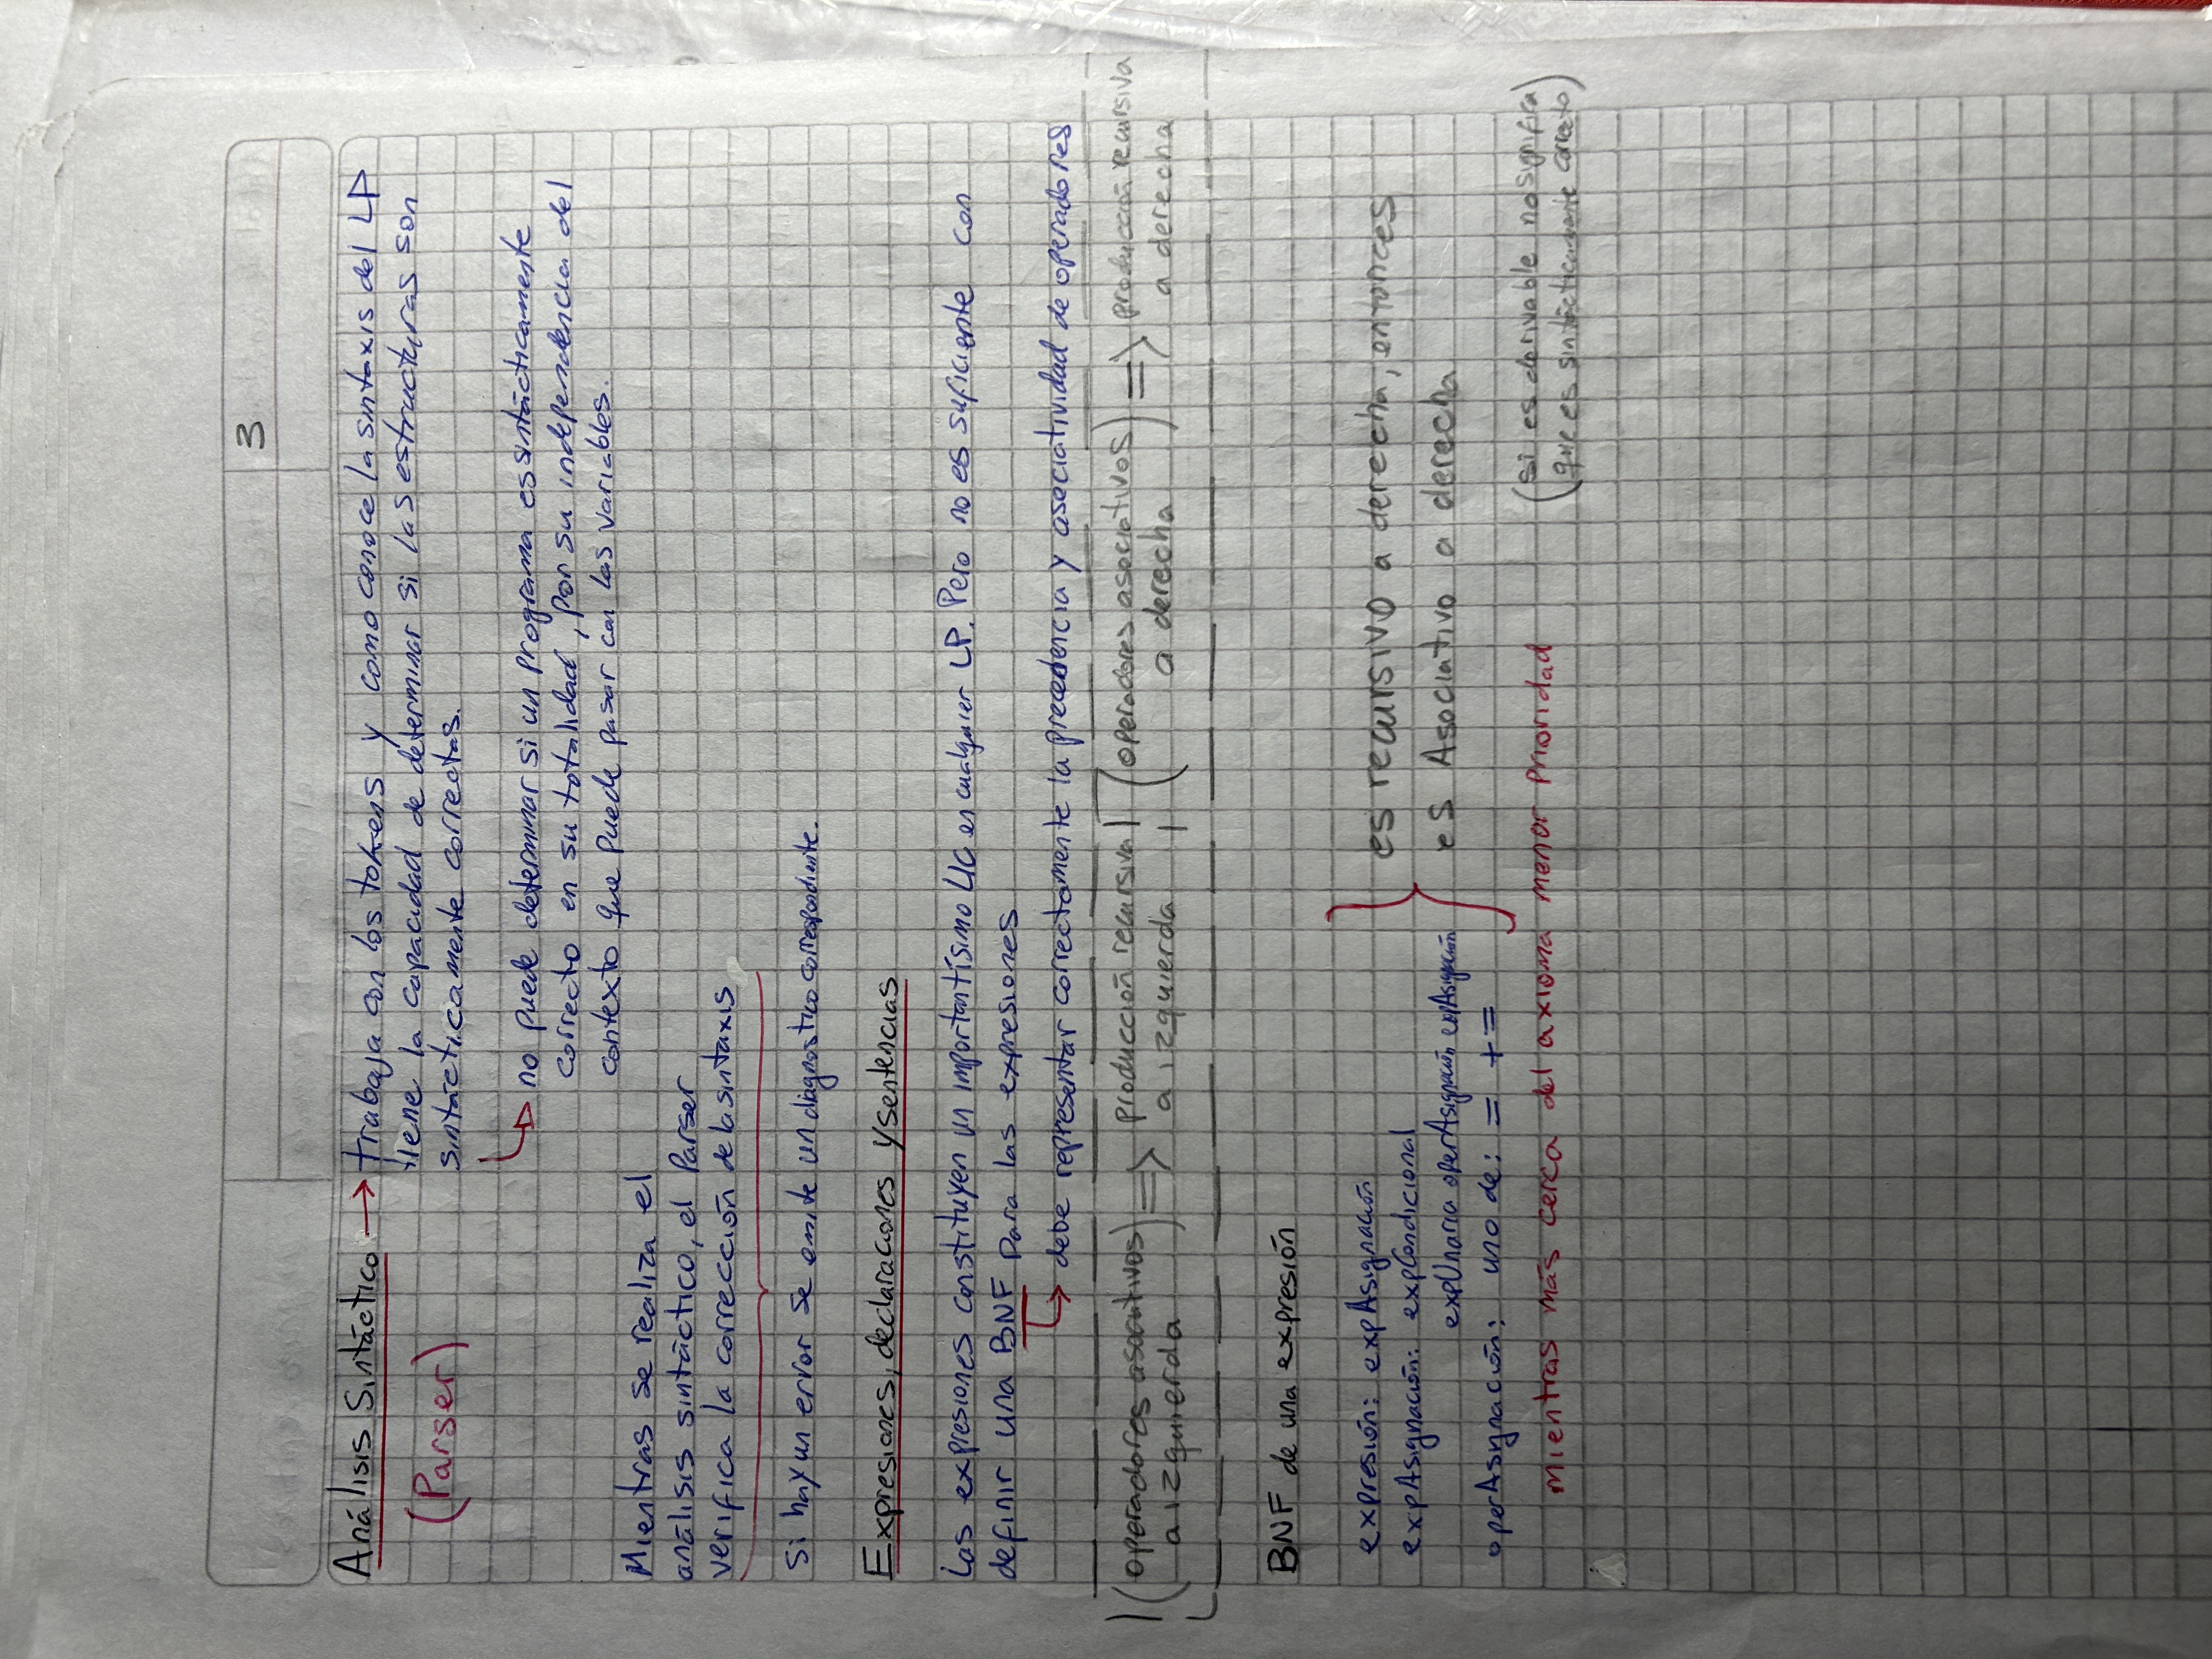 3
Análisis Sintáctico → trabaja con los tokens y como conoce la sintaxis del LP
(Parser)
tiene la capacidad de determinar si las estructuras son
sintácticamente correctas.
no puede determinar si un programa es sintácticamente
correcto en su totalidad, por su independencia del
contexto que puede pasar con las variables.
Mientras se realiza el
análisis sintáctico, el Parser
verifica la corrección de la sintaxis
Si hay un error se emite un diagnostico correspondiente.
Expresiones, declaraciones y sentencias
Las expresiones constituyen un importantísimo LIC en cualquier LP. Pero no es suficiente con
definir una BNF para las expresiones
debe representar correctamente la precedencia y asociatividad de operadores
(operadores asociativos a izquierda) => producción recursiva a izquierda
(operadores asociativos a derecha) => producción recursiva a derecha
BNF de una expresión
expresión: expAsignación
expAsignación: expCondicional
expUnaria operAsignación expAsignación
operAsignación: uno de: = +=
es recursivo a derecha, entonces
es Asociativo a derecha
mientras más cerca del axioma menor prioridad
(si es derivable no significa
que es sintácticamente correcto)